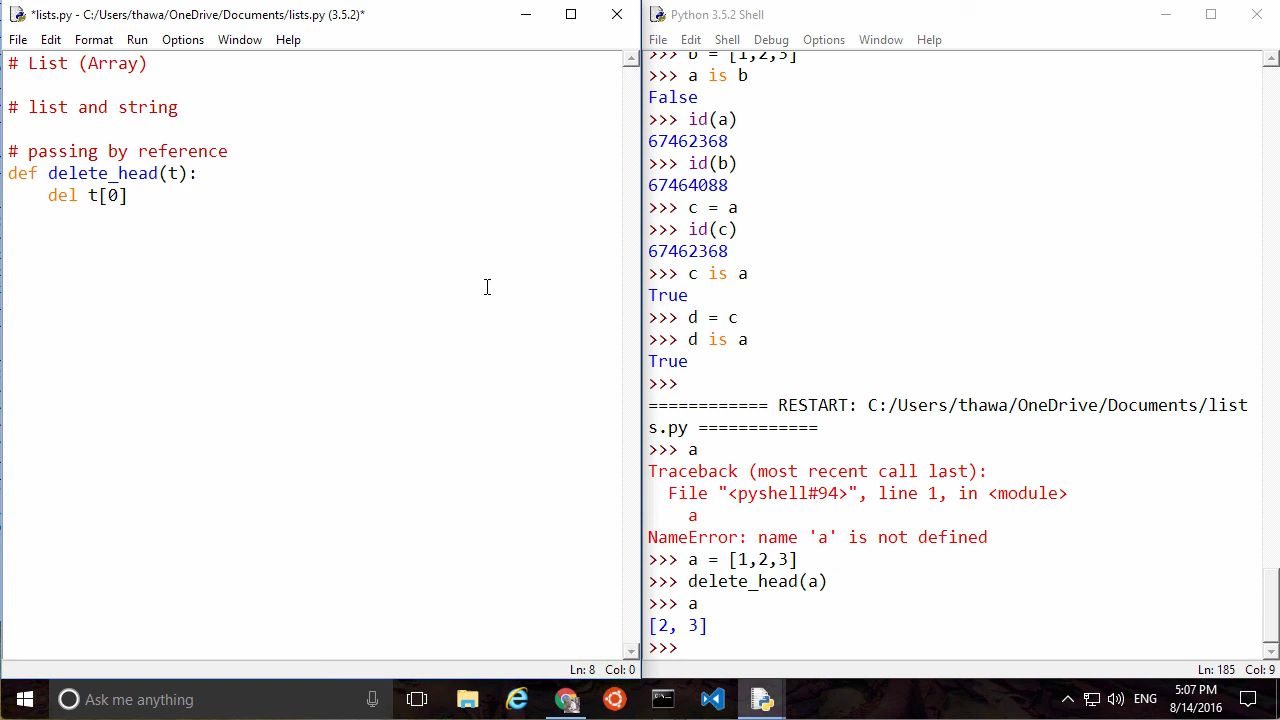 *lists.py - C:/Users/thawa/OneDrive/Documents/lists.py (3.5.2)*
File Edit Format Run Options Window Help
# List (Array)
# list and string
# passing by reference
def delete_head(t):
    del t[0]
Ln: 8 Col: 0
Python 3.5.2 Shell
File Edit Shell Debug Options Window Help
>>> b = [1,2,3]
>>> a is b
False
>>> id(a)
67462368
>>> id(b)
67464088
>>> c = a
>>> id(c)
67462368
>>> c is a
True
>>> d = c
>>> d is a
True
>>>
============ RESTART: C:/Users/thawa/OneDrive/Documents/list
s.py ============
>>> a
Traceback (most recent call last):
  File "<pyshell#94>", line 1, in <module>
    a
NameError: name 'a' is not defined
>>> a = [1,2,3]
>>> delete_head(a)
>>> a
[2, 3]
>>>
Ln: 185 Col: 9
Ask me anything
ENG
5:07 PM
8/14/2016